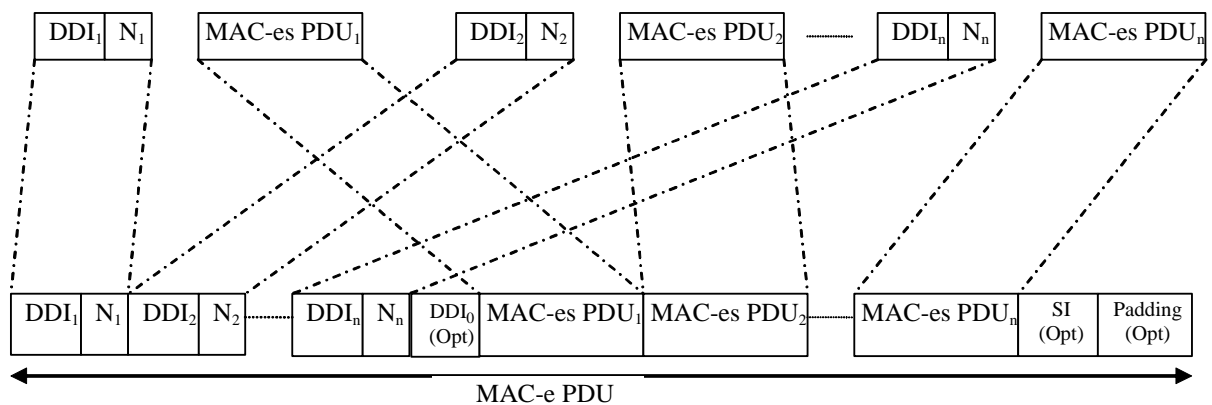 DDI₁ N₁ MAC-es PDU₁ DDI₂ N₂ MAC-es PDU₂ DDIₙ Nₙ MAC-es PDUₙ
DDI₁ N₁ DDI₂ N₂ DDIₙ Nₙ DDI₀ (Opt) MAC-es PDU₁ MAC-es PDU₂ MAC-es PDUₙ SI (Opt) Padding (Opt)
MAC-e PDU